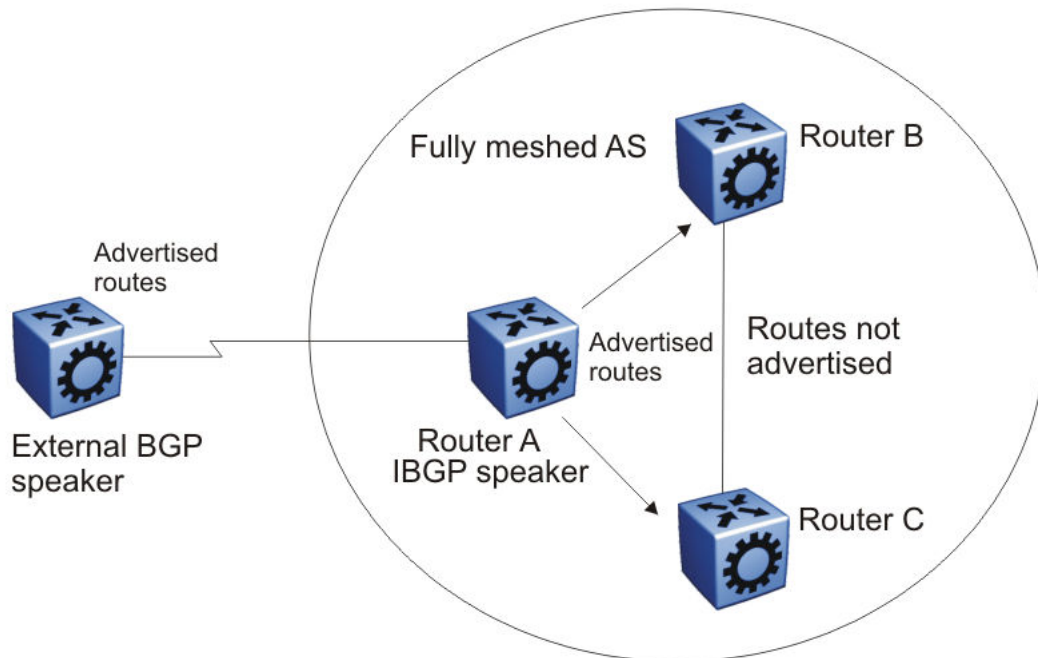 Fully meshed AS
Router B
Advertised
routes
Advertised
routes
Routes not
advertised
External BGP
speaker
Router A
IBGP speaker
Router C